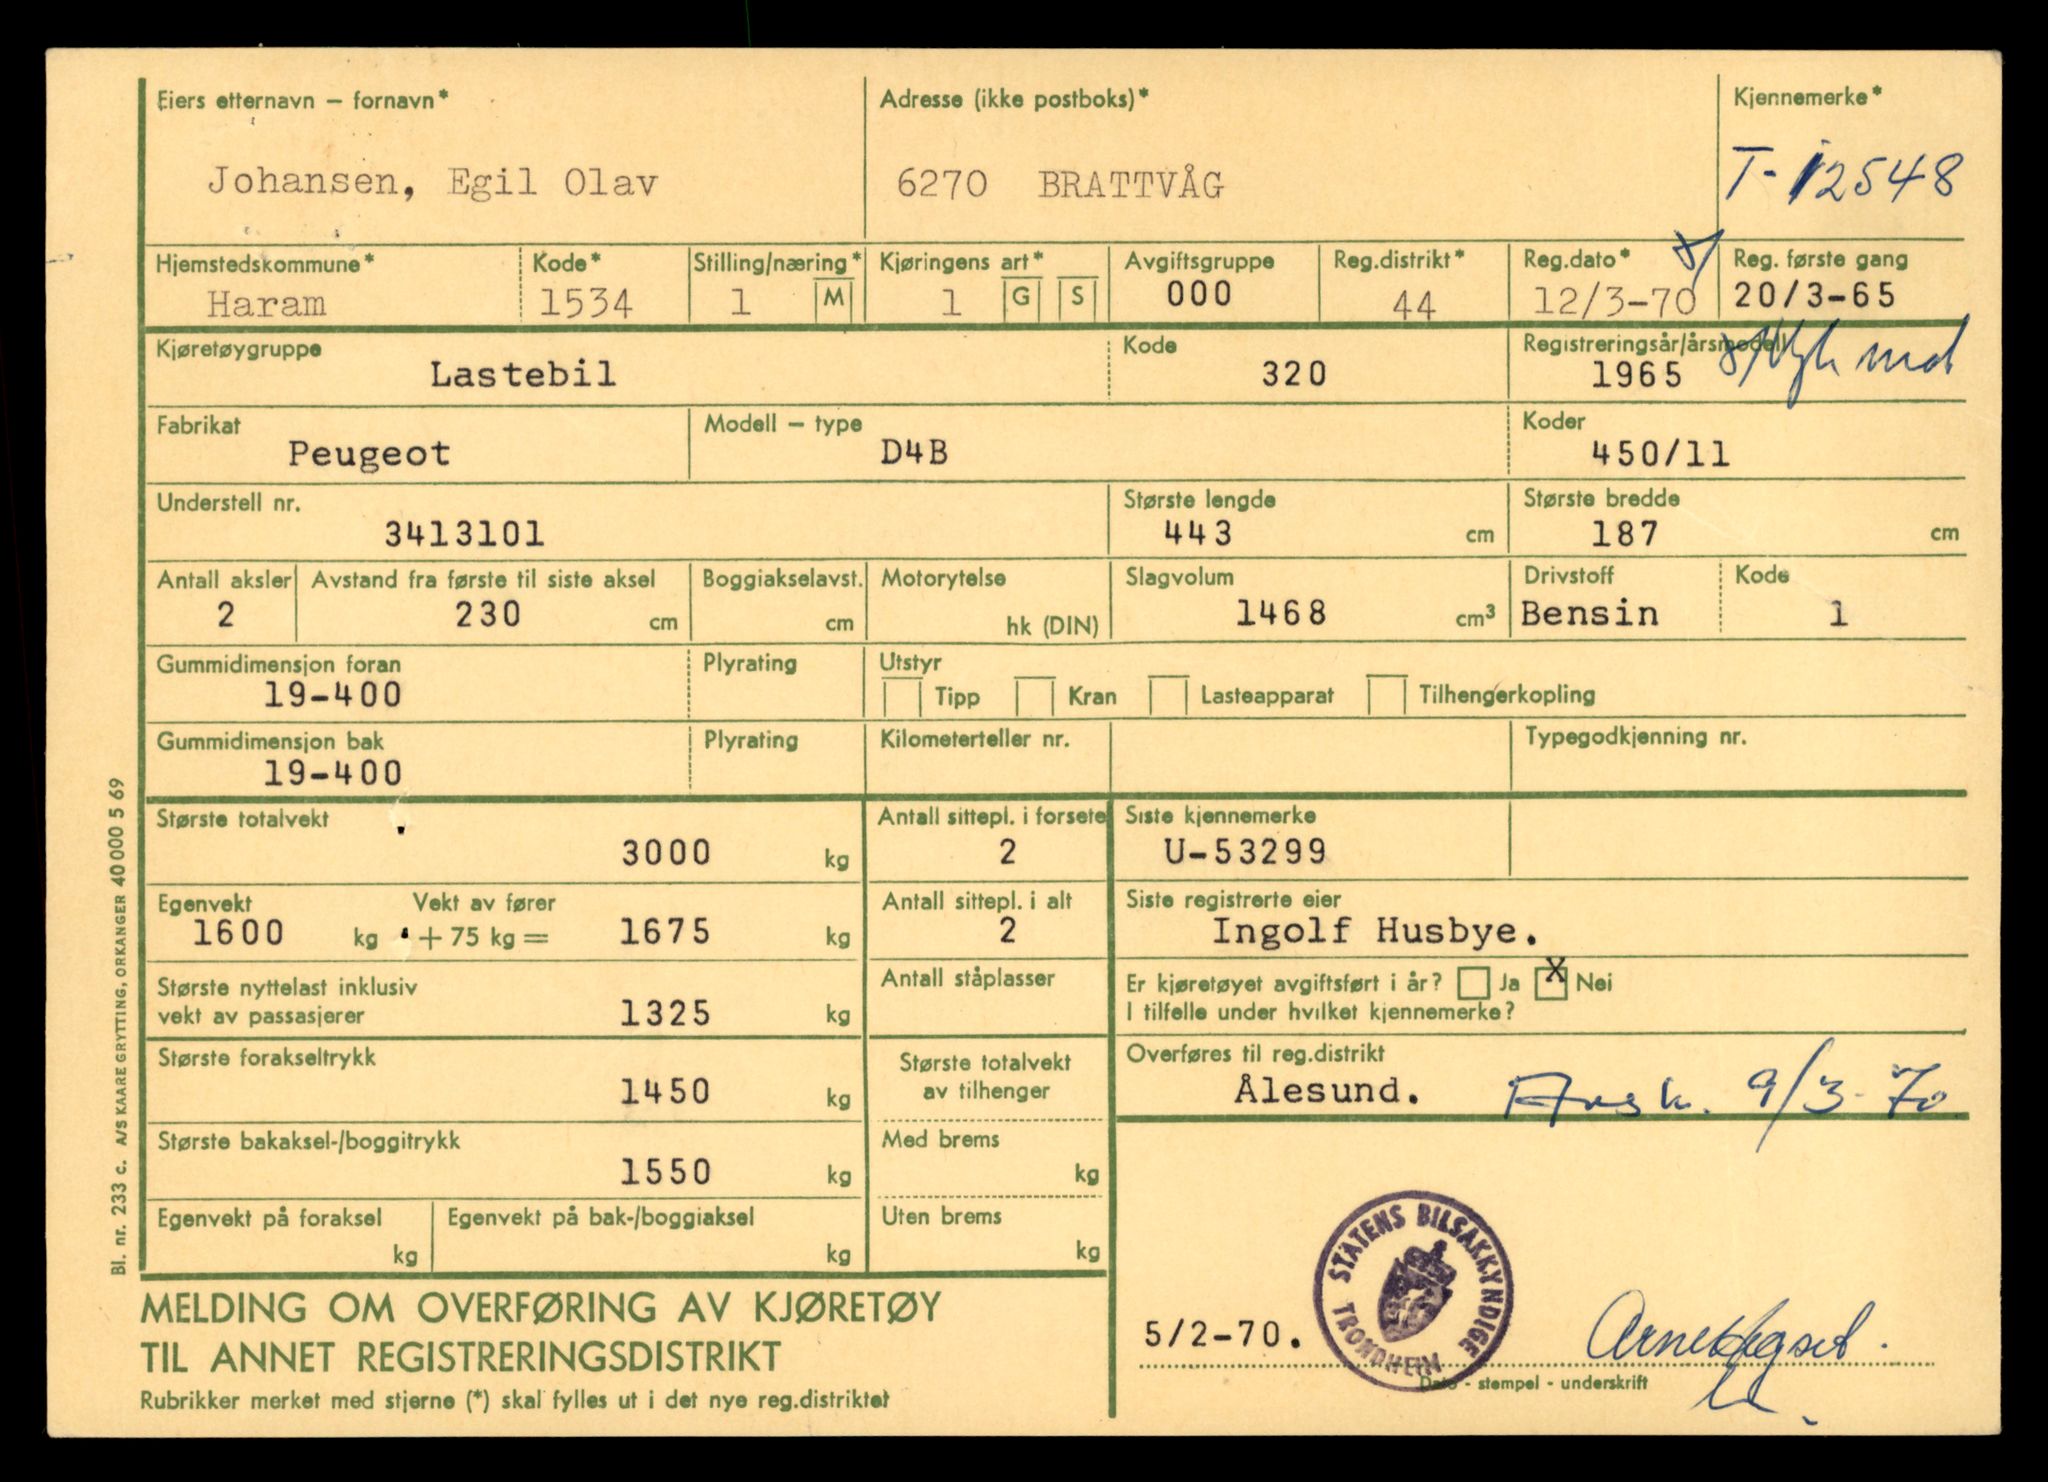 Eiers etternavn – fornavn*
Johansen, Egil Olav
Adresse (ikke postboks)*
6270 BRATTVÅG
Kjennemerke*
T-12548
Hjemstedskommune*
Haram
Kode*
1534
Stilling/næring*
1 M
Kjøringens art*
1 G S
Avgiftsgruppe
000
Reg.distrikt*
44
Reg.dato*
12/3-70
Reg. første gang
20/3-65
Kjøretøygruppe
Lastebil
Kode
320
Registreringsår/årsmodell
1965
Fabrikat
Peugeot
Modell – type
D4B
Koder
450/11
Understell nr.
3413101
Største lengde
443 cm
Største bredde
187 cm
Antall aksler
2
Avstand fra første til siste aksel
230 cm
Boggiakselavst.
cm
Motorytelse
hk (DIN)
Slagvolum
1468 cm³
Drivstoff
Bensin
Kode
1
Gummidimensjon foran
19-400
Plyrating
Utstyr
Tipp Kran Lasteapparat Tilhengerkopling
Gummidimensjon bak
19-400
Plyrating
Kilometerteller nr.
Typegodkjenning nr.
Største totalvekt
3000 kg
Antall sittepl. i forsete
2
Siste kjennemerke
U-53299
Egenvekt
1600 kg
Vekt av fører
+ 75 kg = 1675 kg
Antall sittepl. i alt
2
Siste registrerte eier
Ingolf Husbye.
Største nyttelast inklusiv
vekt av passasjerer
1325 kg
Antall ståplasser
Er kjøretøyet avgiftsført i år? Ja X Nei
I tilfelle under hvilket kjennemerke?
Største forakseltrykk
1450 kg
Største totalvekt
av tilhenger
Overføres til reg.distrikt
Ålesund.
9/3-70
Største bakaksel-/boggitrykk
1550 kg
Med brems
kg
Egenvekt på foraksel
kg
Egenvekt på bak-/boggiaksel
kg
Uten brems
kg
MELDING OM OVERFØRING AV KJØRETØY
TIL ANNET REGISTRERINGSDISTRIKT
Rubrikker merket med stjerne (*) skal fylles ut i det nye reg.distriktet
5/2-70.
STATENS BILSAKKYNDIGE
TRONDHEIM
Dato - stempel - underskrift
Bl. nr. 233 c. A/S KAARE GRYTTING, ORKANGER 40 000 5 69